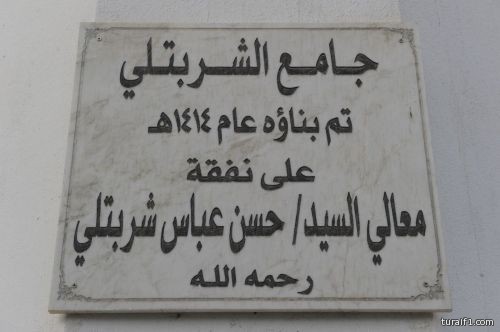 جامع الشربتلي
تم بناؤه عام ١٤١٤هـ
على نفقة
معالي السيد/ حسن عباس شربتلي
رحمه الله
turaif1.com